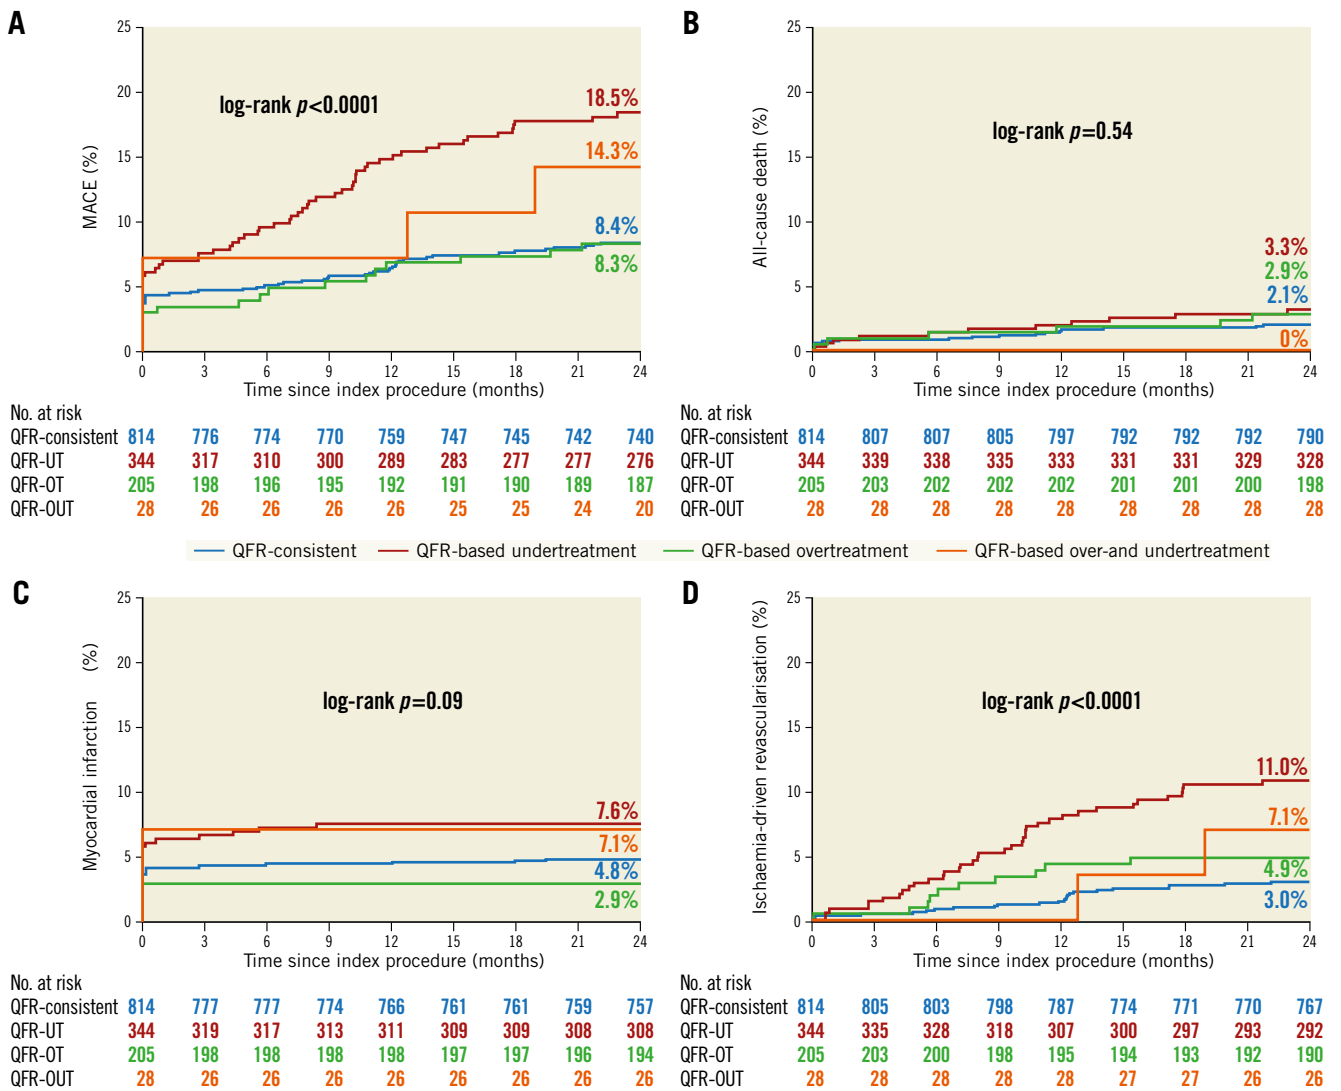 A
25
20
15
10
5
0
MACE (%)
log-rank p<0.0001
18.5%
14.3%
8.4%
8.3%
0 3 6 9 12 15 18 21 24
Time since index procedure (months)
No. at risk
QFR-consistent 814 776 774 770 759 747 745 742 740
QFR-UT 344 317 310 300 289 283 277 277 276
QFR-OT 205 198 196 195 192 191 190 189 187
QFR-OUT 28 26 26 26 26 25 25 24 20
B
25
20
15
10
5
0
All-cause death (%)
log-rank p=0.54
3.3%
2.9%
2.1%
0%
0 3 6 9 12 15 18 21 24
Time since index procedure (months)
No. at risk
QFR-consistent 814 807 807 805 797 792 792 792 790
QFR-UT 344 339 338 335 333 331 331 329 328
QFR-OT 205 203 202 202 202 201 201 200 198
QFR-OUT 28 28 28 28 28 28 28 28 28
QFR-consistent QFR-based undertreatment QFR-based overtreatment QFR-based over-and undertreatment
C
25
20
15
10
5
0
Myocardial infarction (%)
log-rank p=0.09
7.6%
7.1%
4.8%
2.9%
0 3 6 9 12 15 18 21 24
Time since index procedure (months)
No. at risk
QFR-consistent 814 777 777 774 766 761 761 759 757
QFR-UT 344 319 317 313 311 309 309 308 308
QFR-OT 205 198 198 198 198 197 197 196 194
QFR-OUT 28 26 26 26 26 26 26 26 26
D
25
20
15
10
5
0
Ischaemia-driven revascularisation (%)
log-rank p<0.0001
11.0%
7.1%
4.9%
3.0%
0 3 6 9 12 15 18 21 24
Time since index procedure (months)
No. at risk
QFR-consistent 814 805 803 798 787 774 771 770 767
QFR-UT 344 335 328 318 307 300 297 293 292
QFR-OT 205 203 200 198 195 194 193 192 190
QFR-OUT 28 28 28 28 28 27 27 26 26